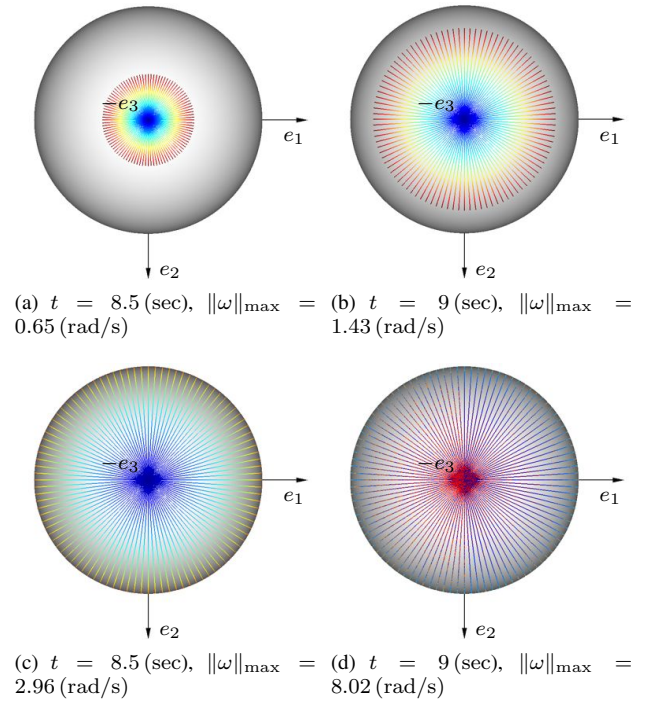 −e₃
e₁
e₂
−e₃
e₁
e₂
(a) t = 8.5 (sec), ‖ω‖max =
0.65 (rad/s)
(b) t = 9 (sec), ‖ω‖max =
1.43 (rad/s)
−e₃
e₁
e₂
−e₃
e₁
e₂
(c) t = 8.5 (sec), ‖ω‖max =
2.96 (rad/s)
(d) t = 9 (sec), ‖ω‖max =
8.02 (rad/s)